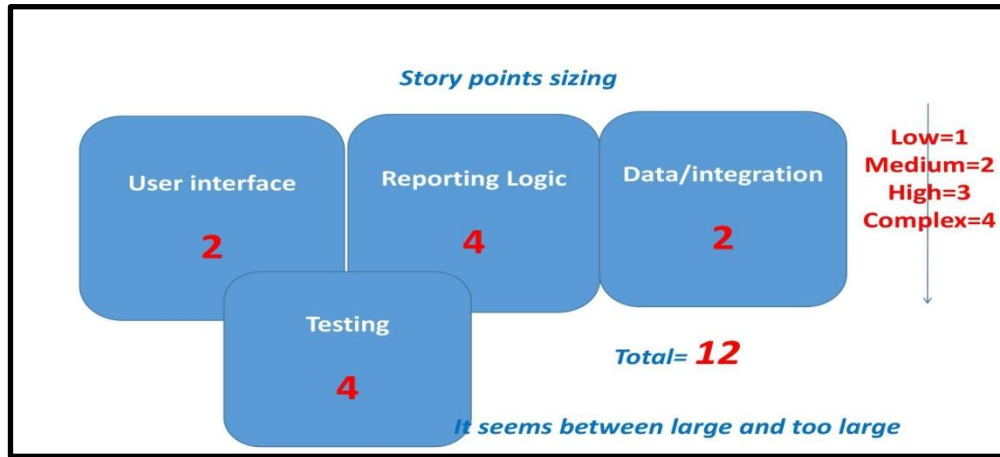 Story points sizing
User interface
2
Reporting Logic
4
Data/integration
2
Low=1
Medium=2
High=3
Complex=4
Testing
4
Total= 12
It seems between large and too large